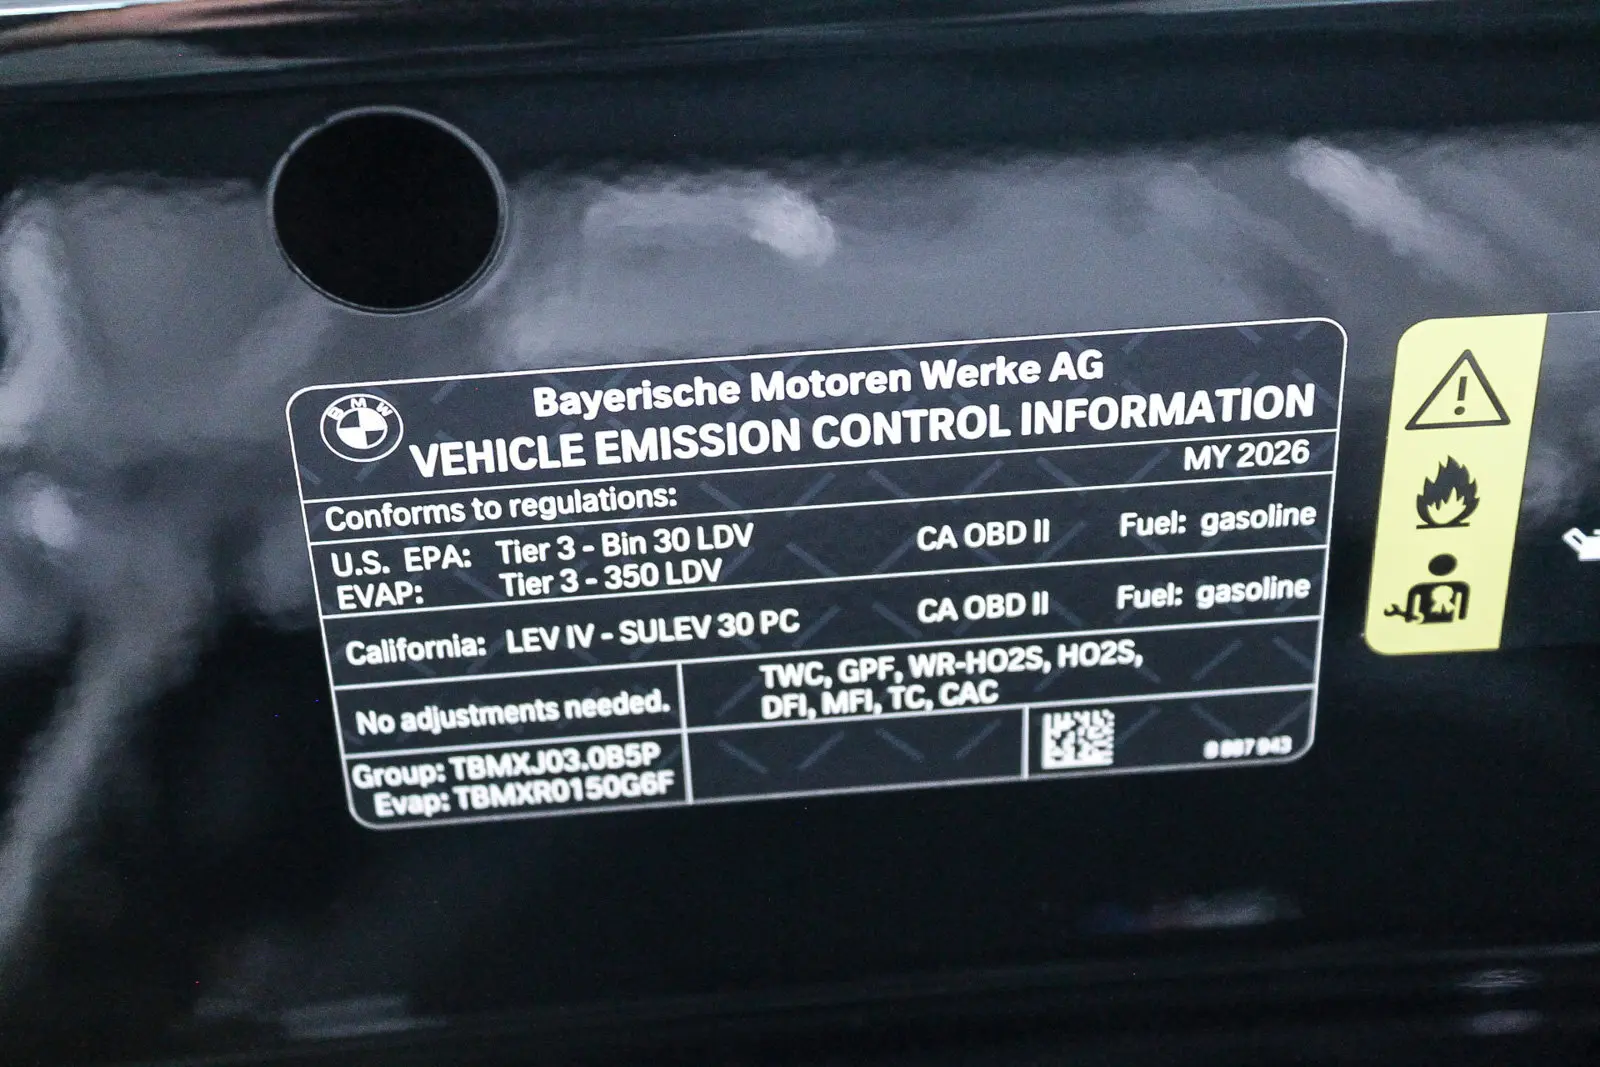 BMW
Bayerische Motoren Werke AG
VEHICLE EMISSION CONTROL INFORMATION
MY 2026
Conforms to regulations:
U.S. EPA: Tier 3 - Bin 30 LDV CA OBD II Fuel: gasoline
EVAP: Tier 3 - 350 LDV
California: LEV IV - SULEV 30 PC CA OBD II Fuel: gasoline
No adjustments needed.
TWC, GPF, WR-HO2S, HO2S,
DFI, MFI, TC, CAC
Group: TBMXJ03.0B5P
Evap: TBMXR0150G6F